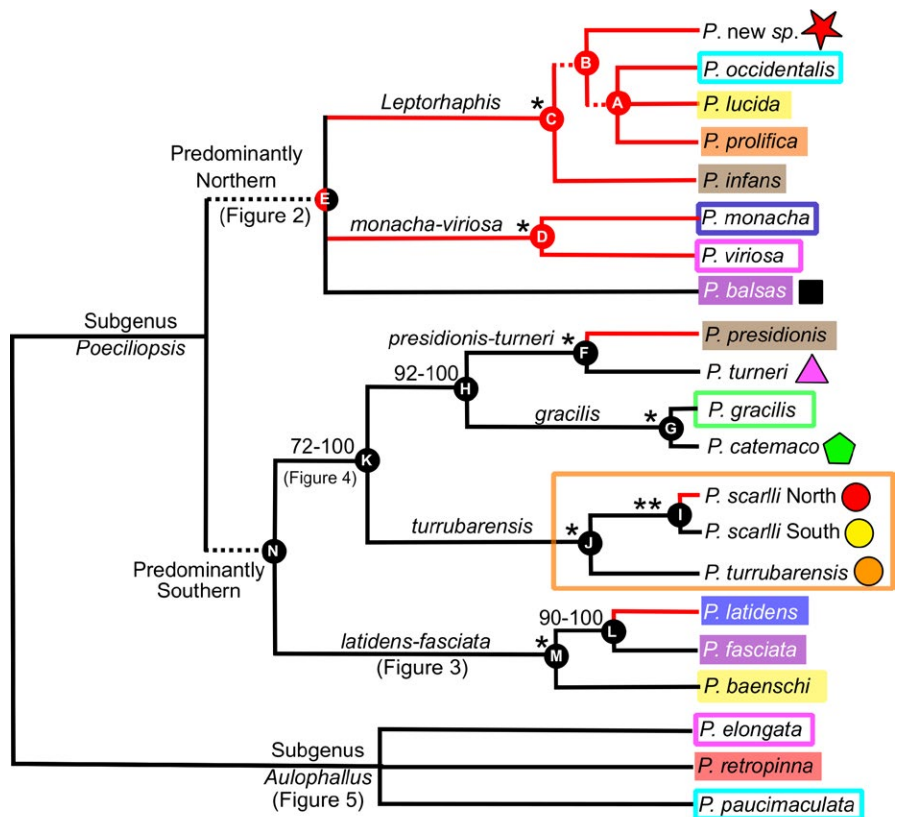 P. new sp.
B
P. occidentalis
Leptorhaphis
*
A
P. lucida
C
P. prolifica
Predominantly
Northern
(Figure 2)
P. infans
E
monacha-viriosa
*
P. monacha
D
P. viriosa
P. balsas
Subgenus
Poeciliopsis
presidionis-turneri
*
P. presidionis
F
92-100
P. turneri
H
gracilis
*
P. gracilis
G
P. catemaco
72-100
(Figure 4)
K
P. scarlli North
**
I
turrubarensis
*
P. scarlli South
J
N
P. turrubarensis
Predominantly
Southern
90-100
P. latidens
L
latidens-fasciata
(Figure 3)
*
M
P. fasciata
P. baenschi
P. elongata
Subgenus
Aulophallus
(Figure 5)
P. retropinna
P. paucimaculata